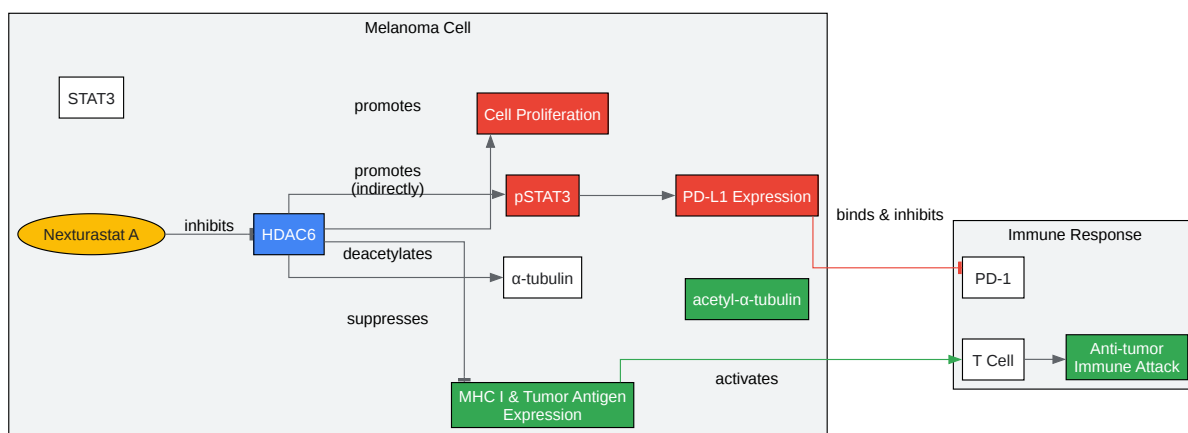 Melanoma Cell
STAT3
promotes
Cell Proliferation
promotes
(indirectly)
pSTAT3
PD-L1 Expression
binds & inhibits
Nexturastat A
inhibits
HDAC6
deacetylates
Immune Response
α-tubulin
PD-1
acetyl-α-tubulin
suppresses
T Cell
Anti-tumor
Immune Attack
activates
MHC I & Tumor Antigen
Expression